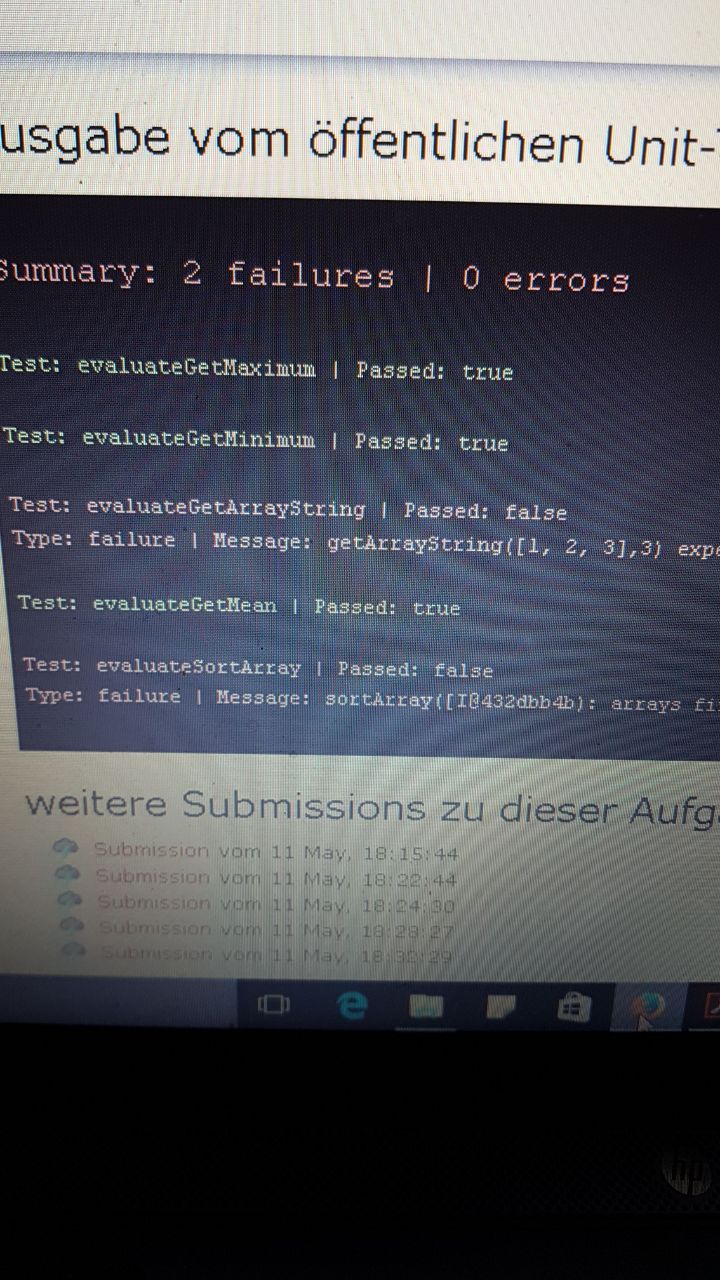 usgabe vom öffentlichen Unit-
Summary: 2 failures | 0 errors
Test: evaluateGetMaximum | Passed: true
Test: evaluateGetMinimum | Passed: true
Test: evaluateGetArrayString | Passed: false
Type: failure | Message: getArrayString([1, 2, 3],3) expe
Test: evaluateGetMean | Passed: true
Test: evaluateSortArray | Passed: false
Type: failure | Message: sortArray([I@432dbb4b): arrays fi
weitere Submissions zu dieser Aufg
Submission vom 11 May, 18:15:44
Submission vom 11 May, 18:22:44
Submission vom 11 May, 18:24:30
Submission vom 11 May, 18:28:27
Submission vom 11 May, 18:32:29
hp